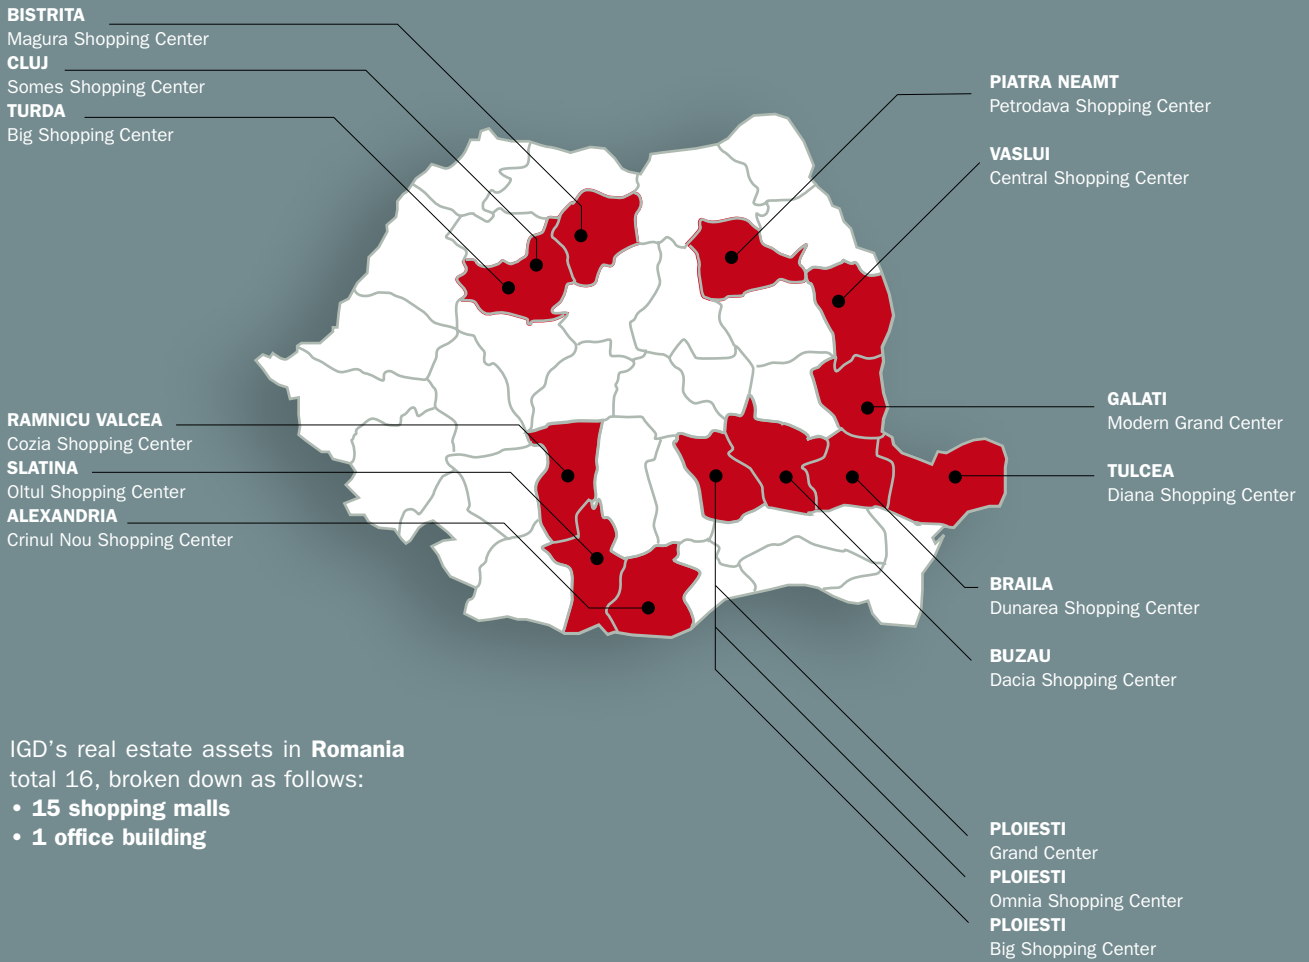 BISTRITA
Magura Shopping Center
CLUJ
Somes Shopping Center
TURDA
Big Shopping Center
PIATRA NEAMT
Petrodava Shopping Center
VASLUI
Central Shopping Center
RAMNICU VALCEA
Cozia Shopping Center
SLATINA
Oltul Shopping Center
ALEXANDRIA
Crinul Nou Shopping Center
GALATI
Modern Grand Center
TULCEA
Diana Shopping Center
BRAILA
Dunarea Shopping Center
BUZAU
Dacia Shopping Center
IGD's real estate assets in Romania
total 16, broken down as follows:
• 15 shopping malls
• 1 office building
PLOIESTI
Grand Center
PLOIESTI
Omnia Shopping Center
PLOIESTI
Big Shopping Center